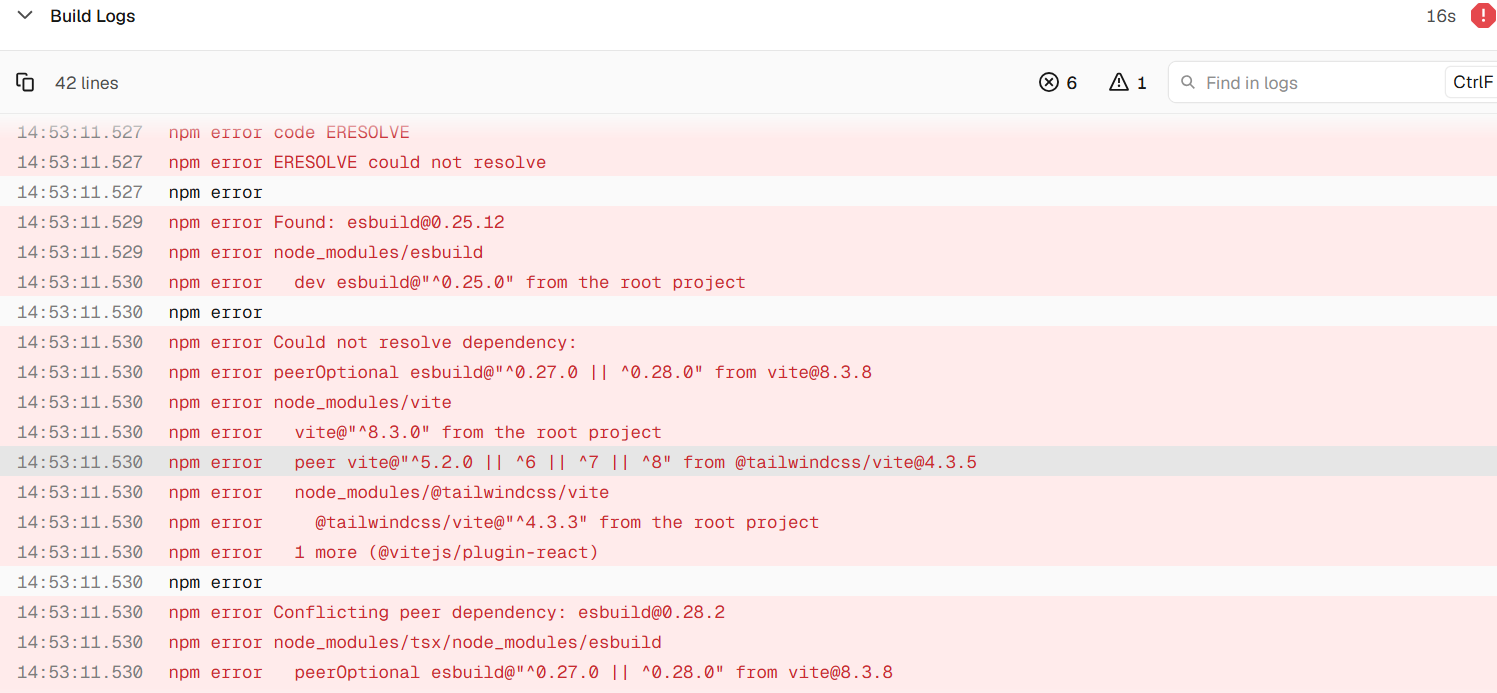 Build Logs 16s
42 lines 6 1 Find in logs CtrlF
14:53:11.527 npm error code ERESOLVE
14:53:11.527 npm error ERESOLVE could not resolve
14:53:11.527 npm error
14:53:11.529 npm error Found: esbuild@0.25.12
14:53:11.529 npm error node_modules/esbuild
14:53:11.530 npm error   dev esbuild@"^0.25.0" from the root project
14:53:11.530 npm error
14:53:11.530 npm error Could not resolve dependency:
14:53:11.530 npm error peerOptional esbuild@"^0.27.0 || ^0.28.0" from vite@8.3.8
14:53:11.530 npm error node_modules/vite
14:53:11.530 npm error   vite@"^8.3.0" from the root project
14:53:11.530 npm error   peer vite@"^5.2.0 || ^6 || ^7 || ^8" from @tailwindcss/vite@4.3.5
14:53:11.530 npm error   node_modules/@tailwindcss/vite
14:53:11.530 npm error     @tailwindcss/vite@"^4.3.3" from the root project
14:53:11.530 npm error   1 more (@vitejs/plugin-react)
14:53:11.530 npm error
14:53:11.530 npm error Conflicting peer dependency: esbuild@0.28.2
14:53:11.530 npm error node_modules/tsx/node_modules/esbuild
14:53:11.530 npm error   peerOptional esbuild@"^0.27.0 || ^0.28.0" from vite@8.3.8